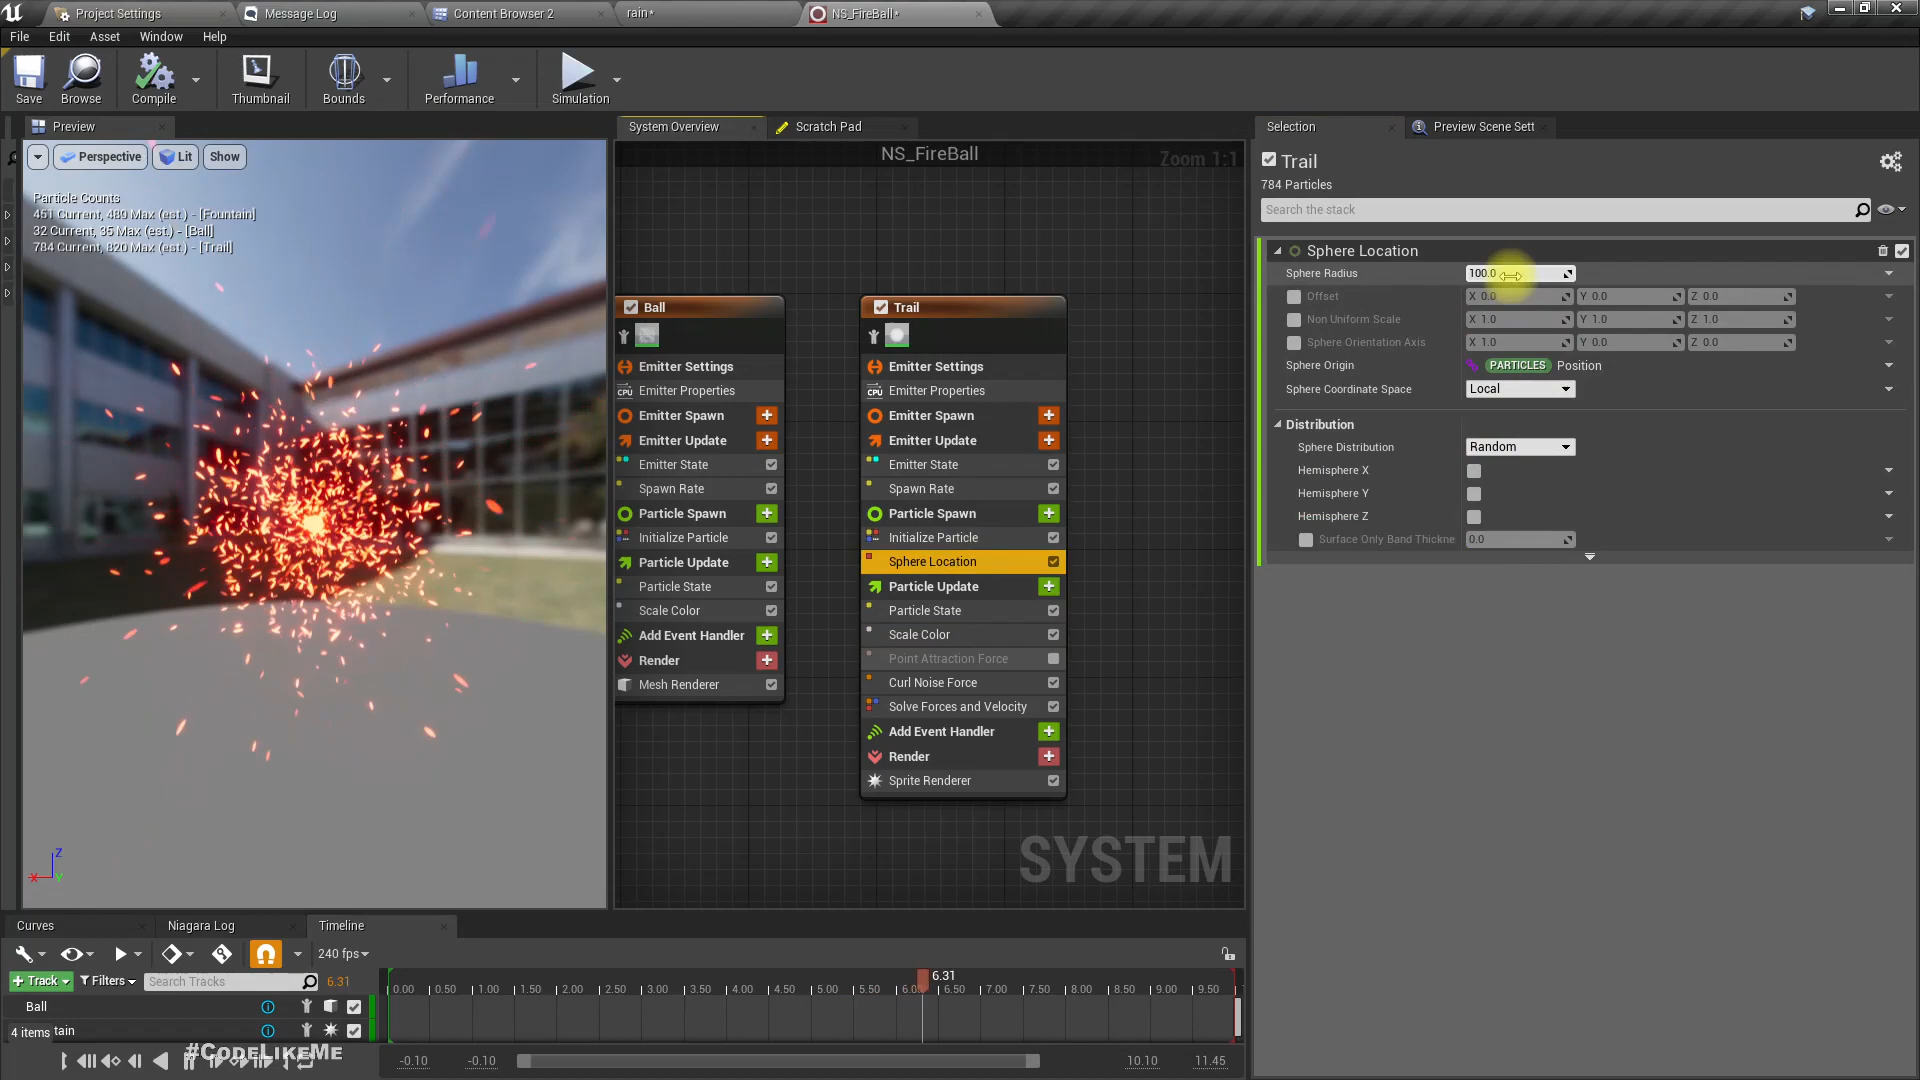 Project Settings
Message Log
Content Browser 2
rain*
NS_FireBall*
File Edit Asset Window Help
Save
Browse
Compile
Thumbnail
Bounds
Performance
Simulation
Preview
Perspective
Lit
Show
Particle Counts
451 Current, 480 Max (est.) - [Fountain]
32 Current, 35 Max (est.) - [Ball]
784 Current, 820 Max (est.) - [Trail]
Z
X
Y
System Overview
Scratch Pad
NS_FireBall
Zoom 1:1
Ball
Emitter Settings
Emitter Properties
Emitter Spawn
Emitter Update
Emitter State
Spawn Rate
Particle Spawn
Initialize Particle
Particle Update
Particle State
Scale Color
Add Event Handler
Render
Mesh Renderer
Trail
Emitter Settings
CPU Emitter Properties
Emitter Spawn
Emitter Update
Emitter State
Spawn Rate
Particle Spawn
Initialize Particle
Sphere Location
Particle Update
Particle State
Scale Color
Point Attraction Force
Curl Noise Force
Solve Forces and Velocity
Add Event Handler
Render
Sprite Renderer
SYSTEM
Selection
Preview Scene Sett
Trail
784 Particles
Search the stack
Sphere Location
Sphere Radius 100.0
Offset X 0.0 Y 0.0 Z 0.0
Non Uniform Scale X 1.0 Y 1.0 Z 1.0
Sphere Orientation Axis X 1.0 Y 0.0 Z 0.0
Sphere Origin PARTICLES Position
Sphere Coordinate Space Local
Distribution
Sphere Distribution Random
Hemisphere X
Hemisphere Y
Hemisphere Z
Surface Only Band Thickne 0.0
Curves
Niagara Log
Timeline
240 fps
+ Track
Filters
Search Tracks
6.31
6.31
0.00 0.50 1.00 1.50 2.00 2.50 3.00 3.50 4.00 4.50 5.00 5.50 6.0 6.50 7.00 7.50 8.00 8.50 9.00 9.50
Ball
4 items tain
#CodeLikeMe
-0.10 -0.10 10.10 11.45